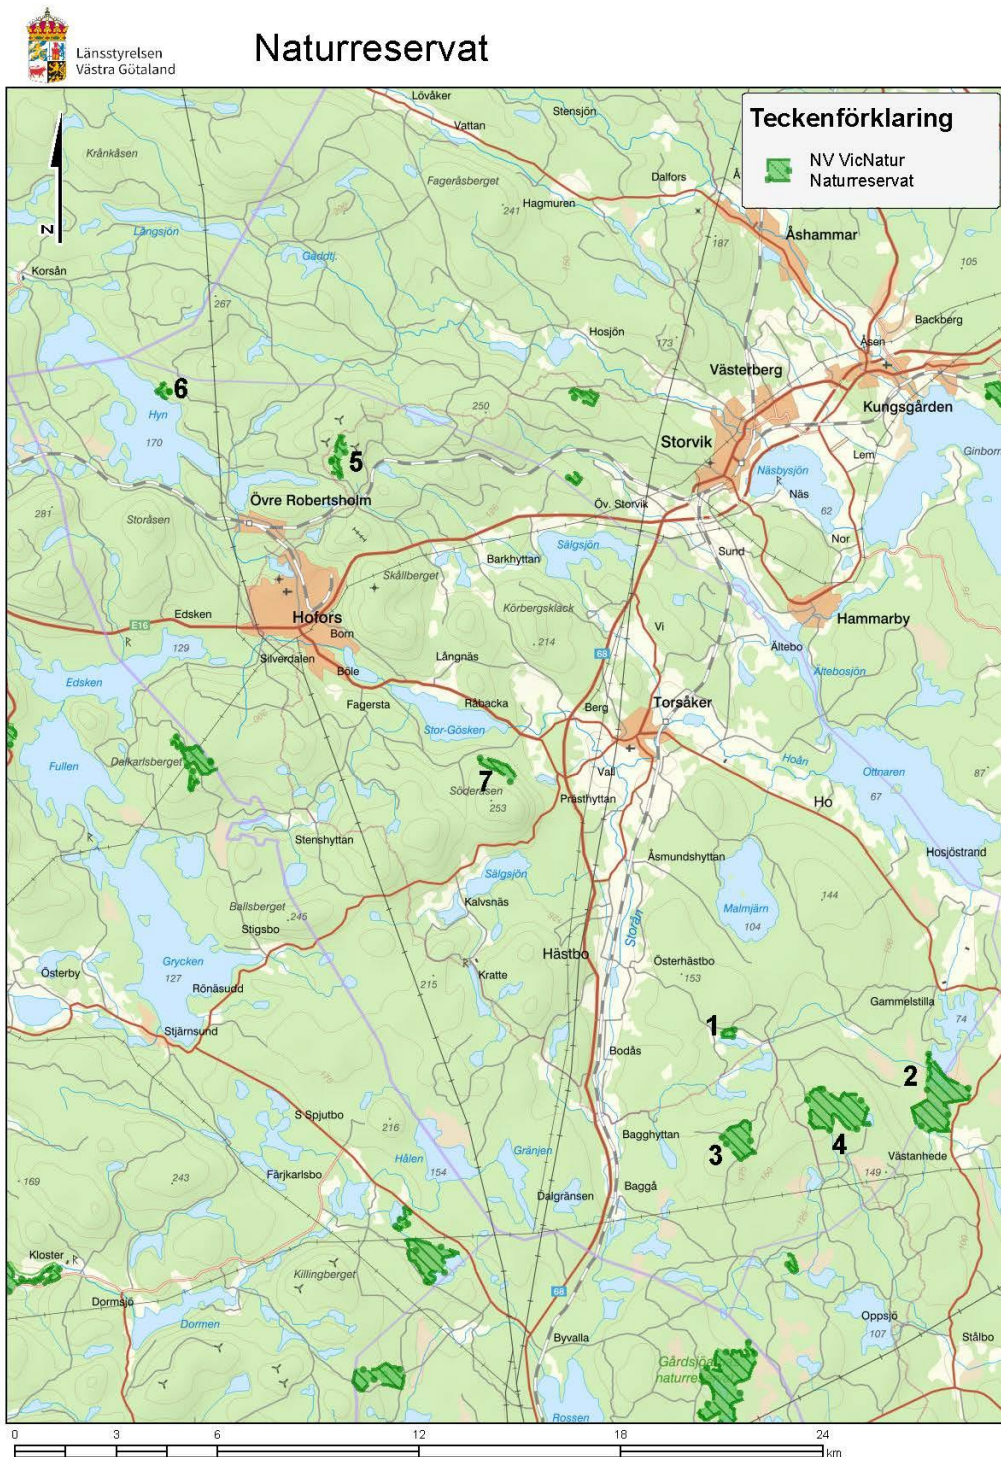 Länsstyrelsen
Västra Götaland
Naturreservat
Teckenförklaring
NV VicNatur
Naturreservat
Lövåker
Vattan
Stensjön
Krånkåsen
Fageråsberget
Dalfors
241
Hagmuren
N
187
Åshammar
Långsjön
Gäddtj.
Korsån
105
267
Backberg
Hosjön
173
Åsen
Västerberg
6
Hyn
170
250
Kungsgården
Storvik
5
Lem
Ginborn
Näsbysjön
Näs
Övre Robertsholm
281
Storåsen
Öv. Storvik
62
Nor
Sälgsjön
Sund
Barkhyttan
Skållberget
Körbergsklack
Edsken
E16
Hofors
Born
214
Vi
Hammarby
129
Silverdalen
Böle
Långnäs
68
Ältebo
Ältebosjön
Edsken
Fagersta
Råbacka
Berg
Torsåker
Stor-Gösken
Fullen
Dalkarlsberget
7
Söderåsen
253
Vall
Prästhyttan
Hoån
Ottnaren
67
87
Ho
Stenshyttan
Åsmundshyttan
Hosjöstrand
Sälgsjön
Kalvsnäs
144
Ballsberget
246
Stigsbo
Malmjärn
104
Storån
Grycken
127
Hästbo
Österhästbo
153
Österby
Rönäsudd
215
Kratte
Gammelstilla
74
Stjärnsund
1
Bodås
2
S Spjutbo
216
Bagghyttan
3
4
Västanhede
Hålen
154
Gränjen
149
169
243
Färjkarlsbo
Dalgränsen
Baggå
Kloster
Killingberget
68
Dormsjö
Oppsjö
107
Dormen
Byvalla
Stålbo
Gårdsjöa
naturres
Rossen
0 3 6 12 18 24
km